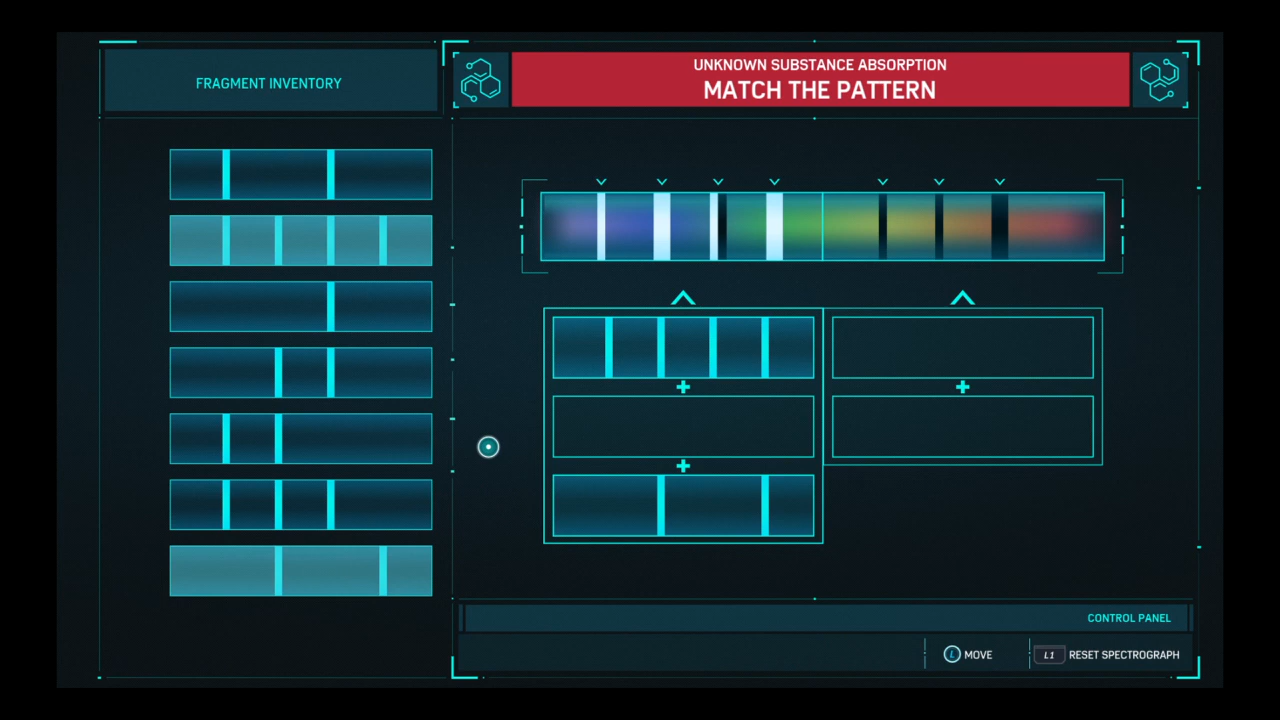 FRAGMENT INVENTORY
UNKNOWN SUBSTANCE ABSORPTION
MATCH THE PATTERN
CONTROL PANEL
L MOVE
L1 RESET SPECTROGRAPH